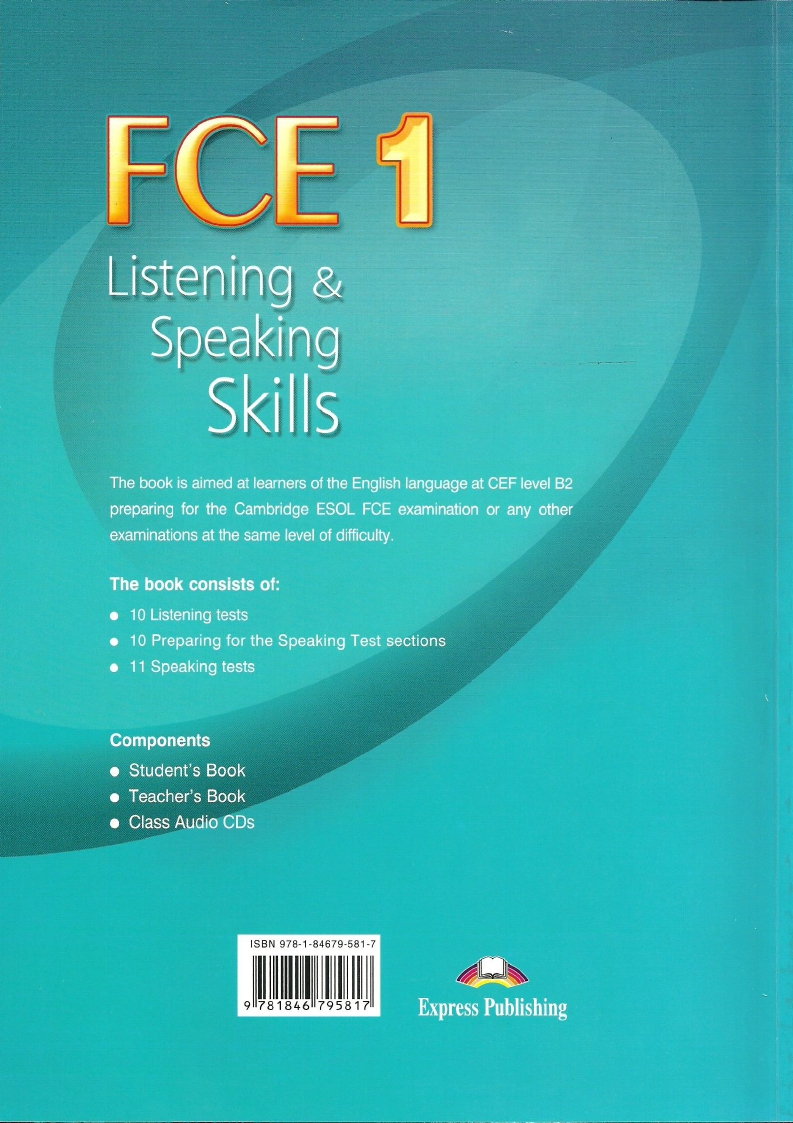 FCE 1
Listening &
Speaking
Skills
The book is aimed at learners of the English language at CEF level B2
preparing for the Cambridge ESOL FCE examination or any other
examinations at the same level of difficulty.
The book consists of:
● 10 Listening tests
● 10 Preparing for the Speaking Test sections
● 11 Speaking tests
Components
● Student's Book
● Teacher's Book
● Class Audio CDs
ISBN 978-1-84679-581-7
9 781846 795817
Express Publishing